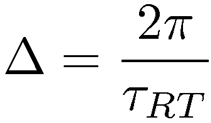 Δ = 2π / τ_RT